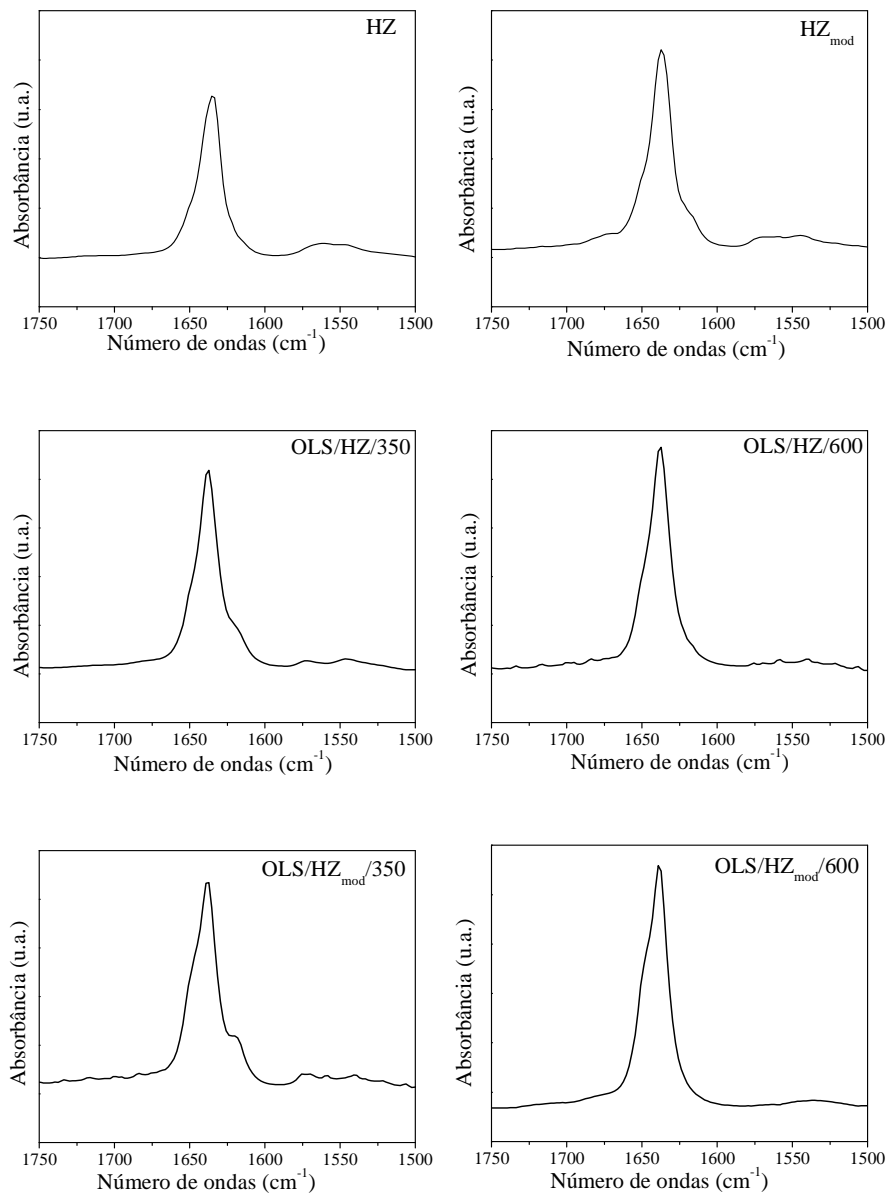 HZ
Absorbância (u.a.)
1750 1700 1650 1600 1550 1500
Número de ondas (cm-1)
HZmod
Absorbância (u.a.)
1750 1700 1650 1600 1550 1500
Número de ondas (cm-1)
OLS/HZ/350
Absorbância (u.a.)
1750 1700 1650 1600 1550 1500
Número de ondas (cm-1)
OLS/HZ/600
Absorbância (u.a.)
1750 1700 1650 1600 1550 1500
Número de ondas (cm-1)
OLS/HZmod/350
Absorbância (u.a.)
1750 1700 1650 1600 1550 1500
Número de ondas (cm-1)
OLS/HZmod/600
Absorbância (u.a.)
1750 1700 1650 1600 1550 1500
Número de ondas (cm-1)